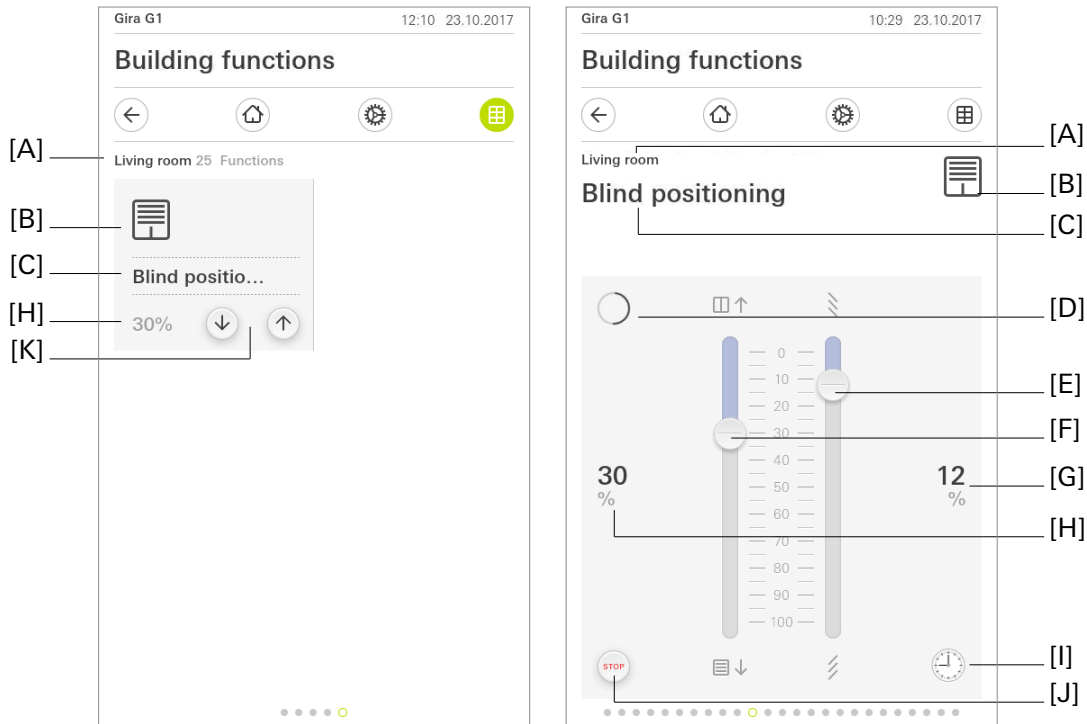 Gira G1 12:10 23.10.2017
Building functions
[A]
Living room 25 Functions
[B]
[C]
Blind positio...
[H]
30%
[K]
Gira G1 10:29 23.10.2017
Building functions
[A]
Living room
[B]
Blind positioning
[C]
[D]
0
10
[E]
20
30
[F]
40
30
%
50
12
%
[G]
60
[H]
70
80
90
100
STOP
[I]
[J]